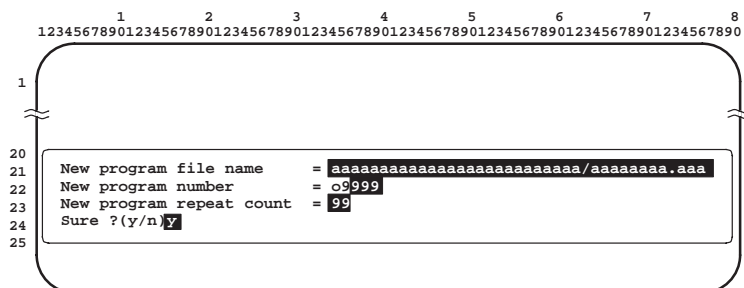 1 2 3 4 5 6 7 8
12345678901234567890123456789012345678901234567890123456789012345678901234567890
1
20
21 New program file name = aaaaaaaaaaaaaaaaaaaaaaaaaaa/aaaaaaaa.aaa
22 New program number = o9999
23 New program repeat count = 99
24 Sure ?(y/n)y
25